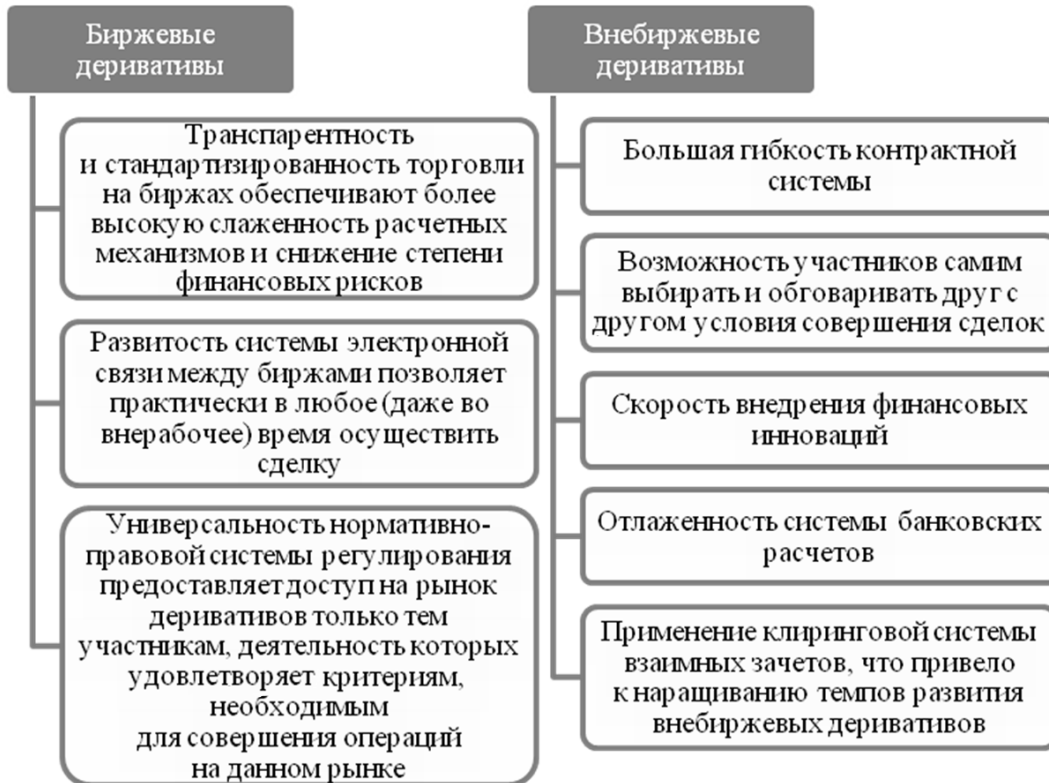 Биржевые
деривативы
Транспарентность
и стандартизированность торговли
на биржах обеспечивают более
высокую слаженность расчетных
механизмов и снижение степени
финансовых рисков
Развитость системы электронной
связи между биржами позволяет
практически в любое (даже во
внерабочее) время осуществить
сделку
Универсальность нормативно-
правовой системы регулирования
предоставляет доступ на рынок
деривативов только тем
участникам, деятельность которых
удовлетворяет критериям,
необходимым
для совершения операций
на данном рынке
Внебиржевые
деривативы
Большая гибкость контрактной
системы
Возможность участников самим
выбирать и обговаривать друг с
другом условия совершения сделок
Скорость внедрения финансовых
инноваций
Отлаженность системы банковских
расчетов
Применение клиринговой системы
взаимных зачетов, что привело
к наращиванию темпов развития
внебиржевых деривативов